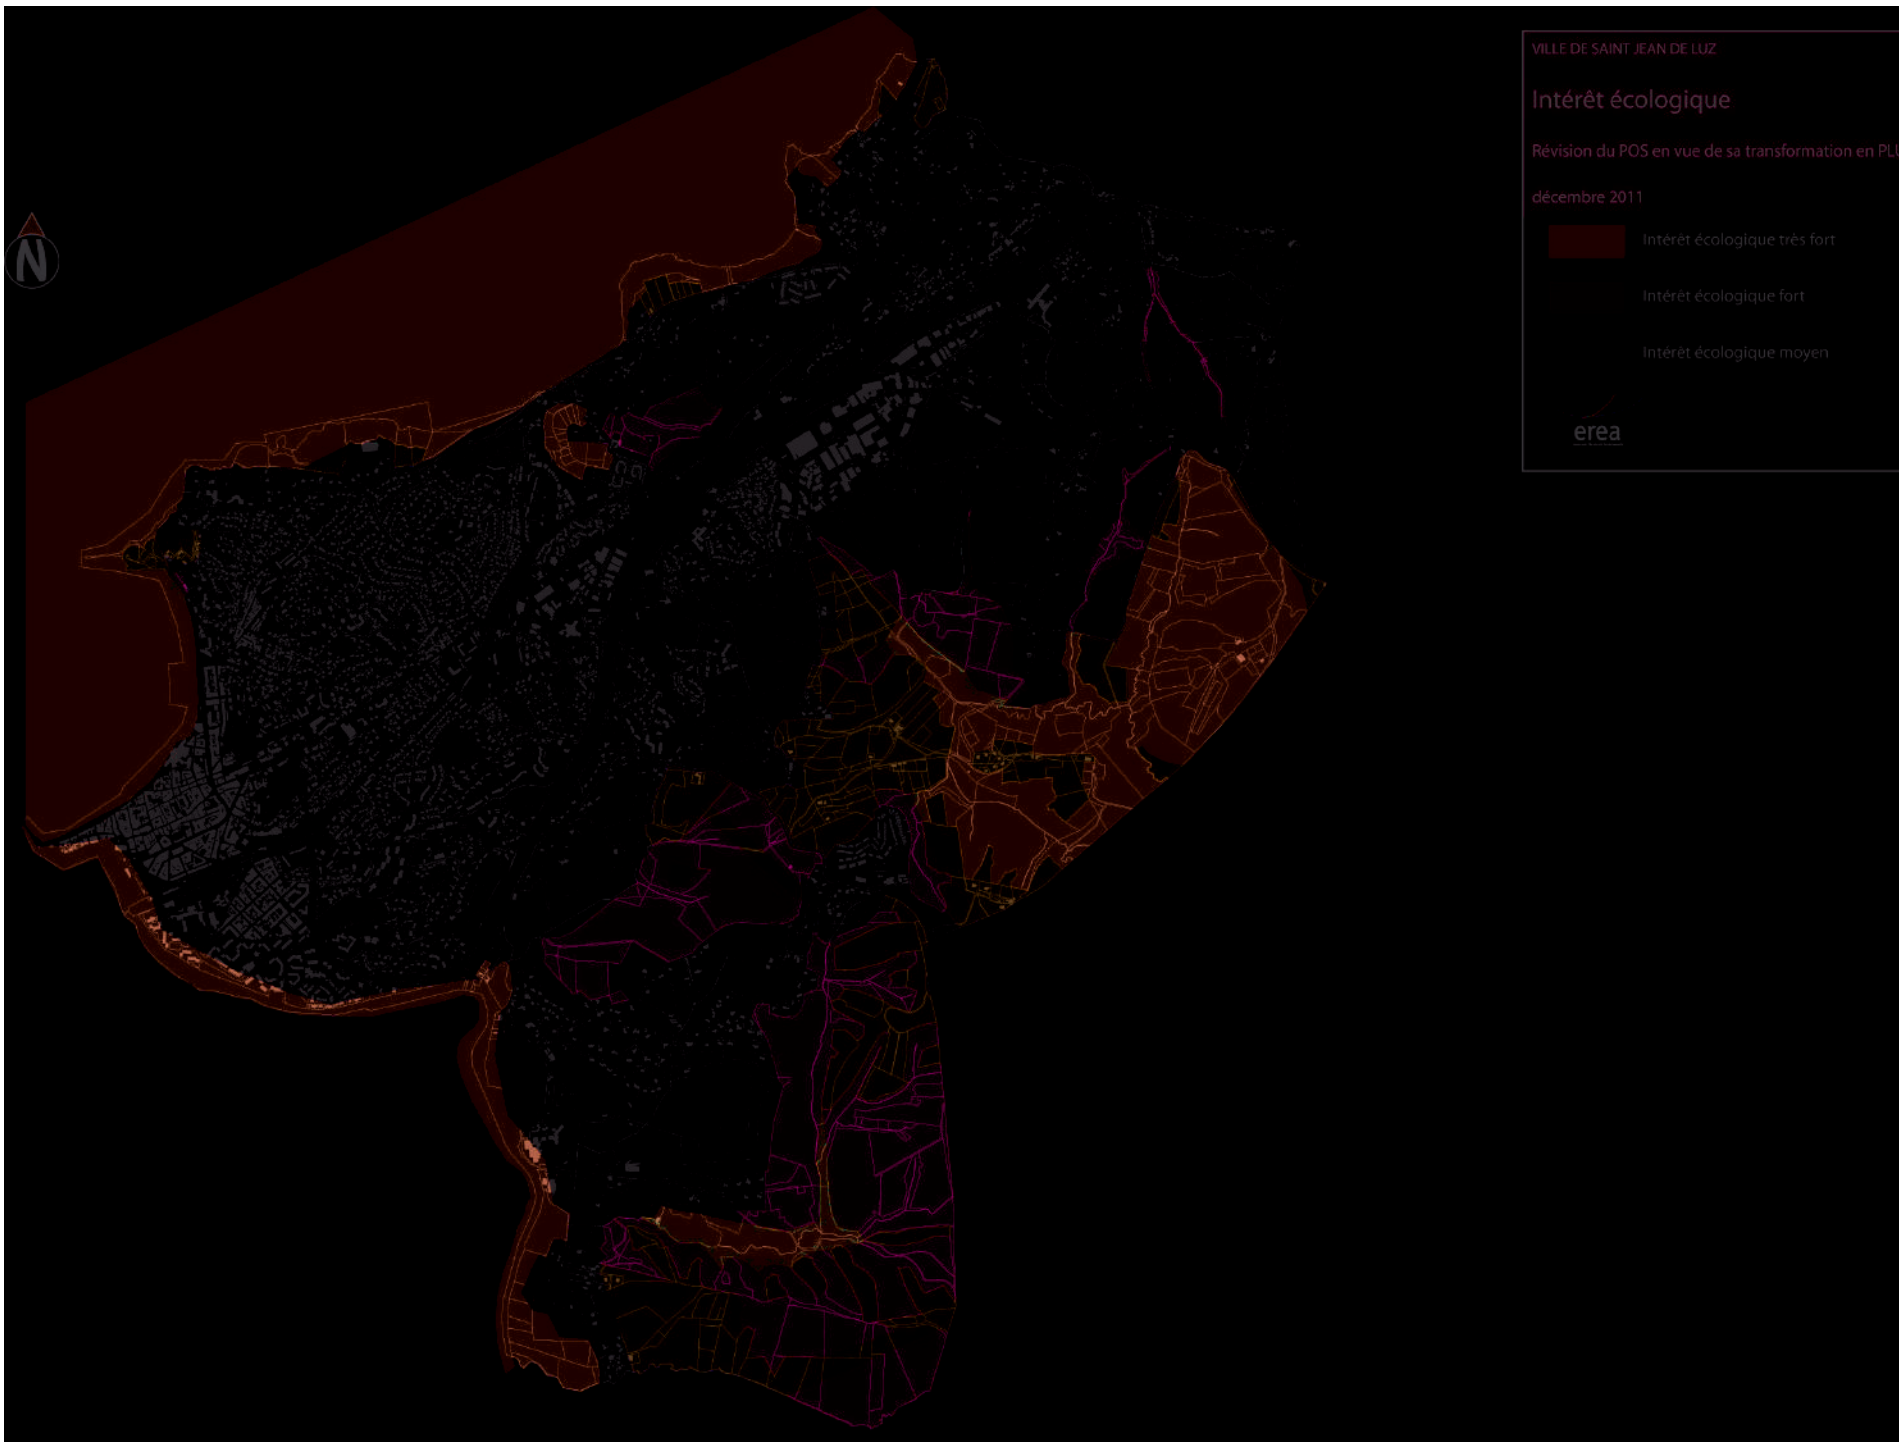 VILLE DE SAINT JEAN DE LUZ
Intérêt écologique
Révision du POS en vue de sa transformation en PLU
décembre 2011
Intérêt écologique très fort
Intérêt écologique fort
Intérêt écologique moyen
erea
N